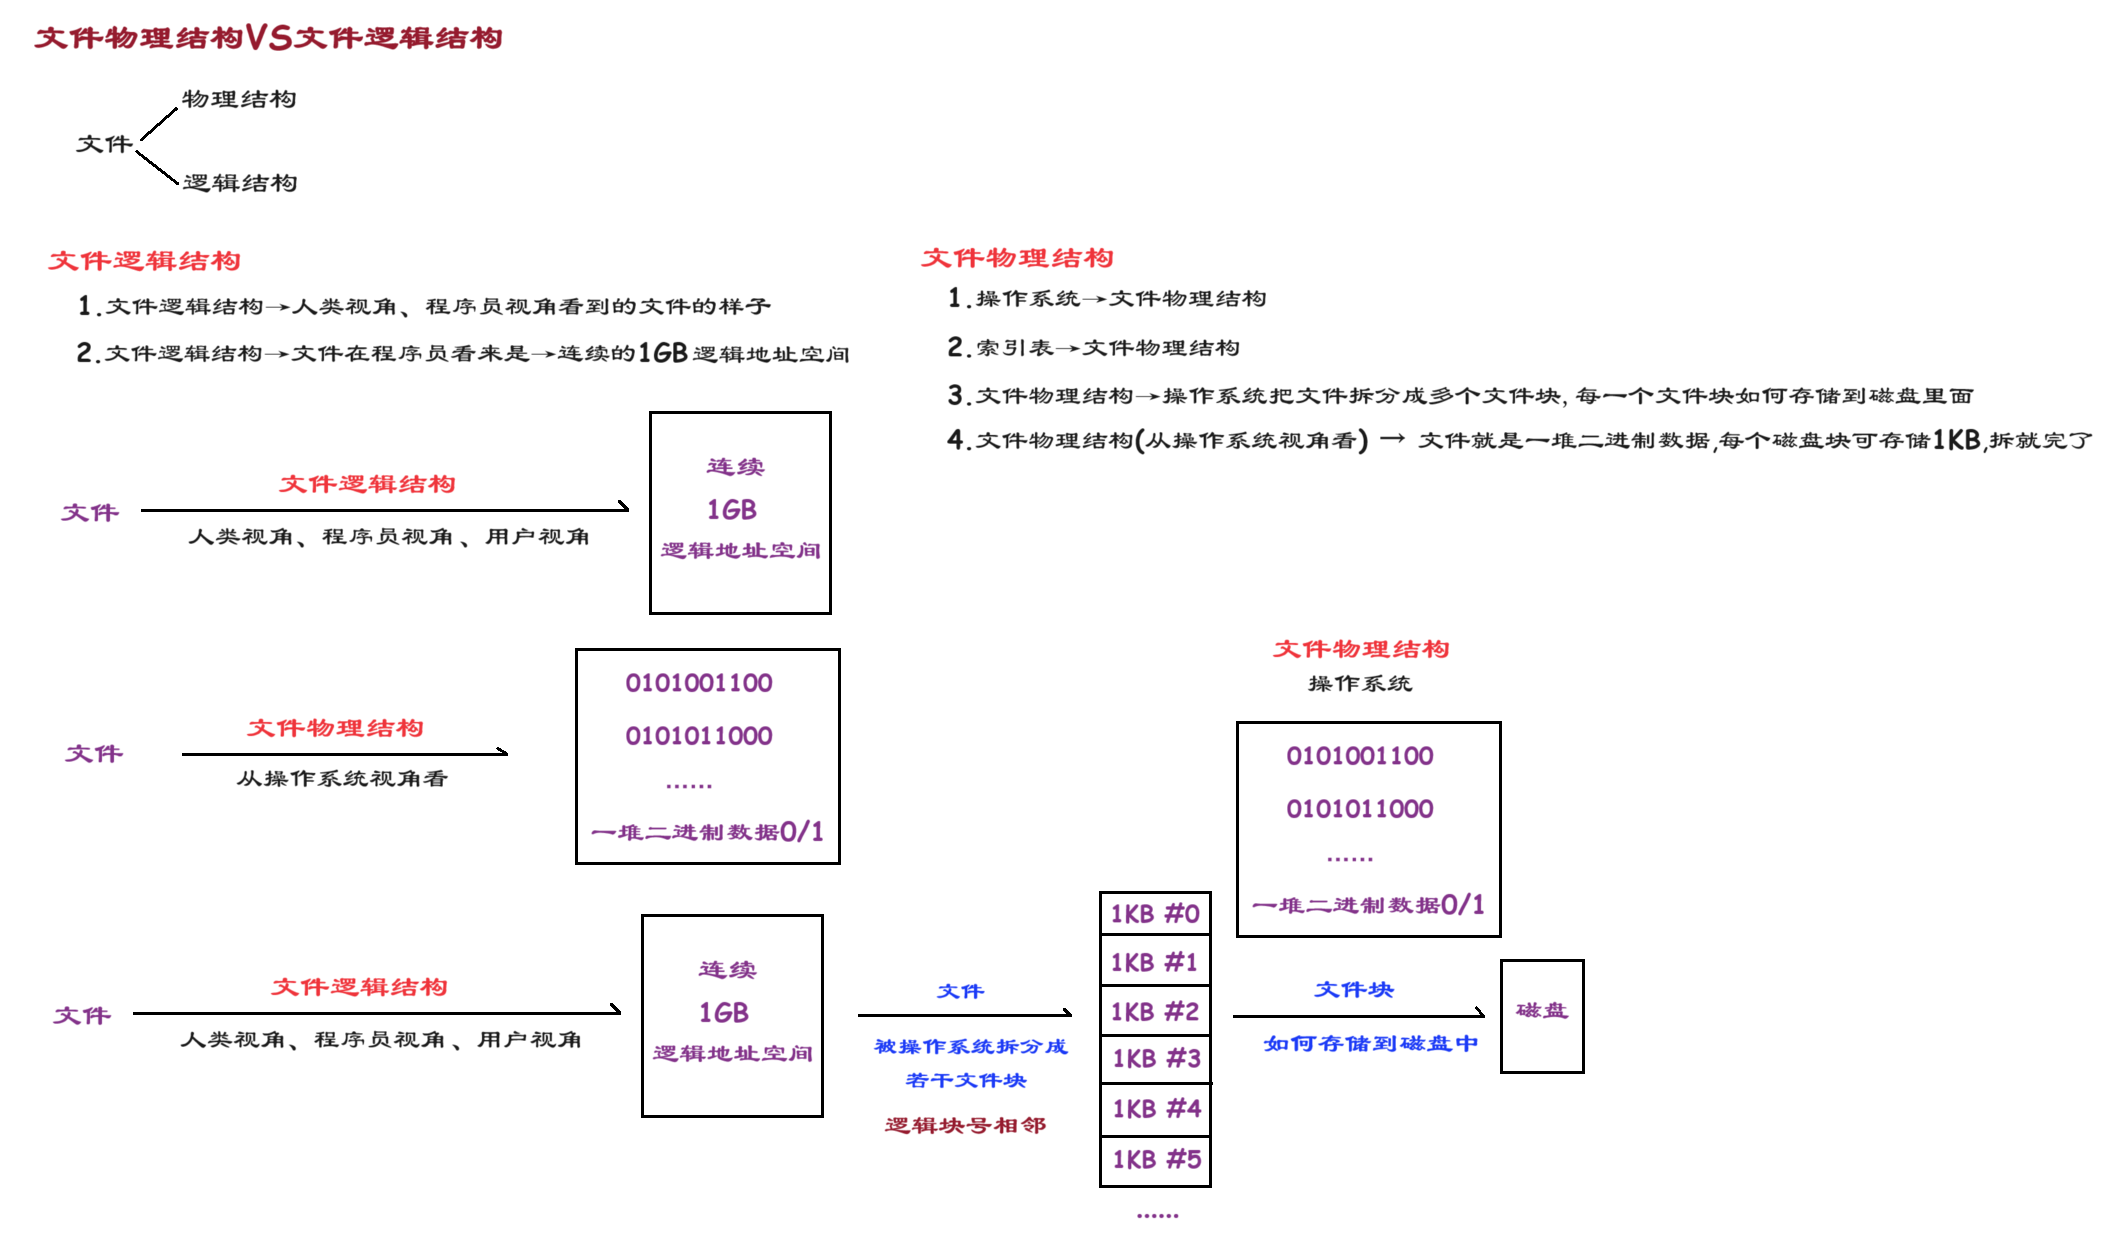 文件物理结构VS文件逻辑结构
物理结构
文件
逻辑结构
文件逻辑结构
1.文件逻辑结构→人类视角、程序员视角看到的文件的样子
2.文件逻辑结构→文件在程序员看来是→连续的1GB逻辑地址空间
文件物理结构
1.操作系统→文件物理结构
2.索引表→文件物理结构
3.文件物理结构→操作系统把文件拆分成多个文件块,每一个文件块如何存储到磁盘里面
4.文件物理结构(从操作系统视角看) → 文件就是一堆二进制数据,每个磁盘块可存储1KB,拆就完了
文件
文件逻辑结构
人类视角、程序员视角、用户视角
连续
1GB
逻辑地址空间
文件
文件物理结构
从操作系统视角看
0101001100
0101011000
......
一堆二进制数据0/1
文件物理结构
操作系统
0101001100
0101011000
......
一堆二进制数据0/1
文件
文件逻辑结构
人类视角、程序员视角、用户视角
连续
1GB
逻辑地址空间
文件
被操作系统拆分成
若干文件块
逻辑块号相邻
1KB #0
1KB #1
1KB #2
1KB #3
1KB #4
1KB #5
......
文件块
如何存储到磁盘中
磁盘